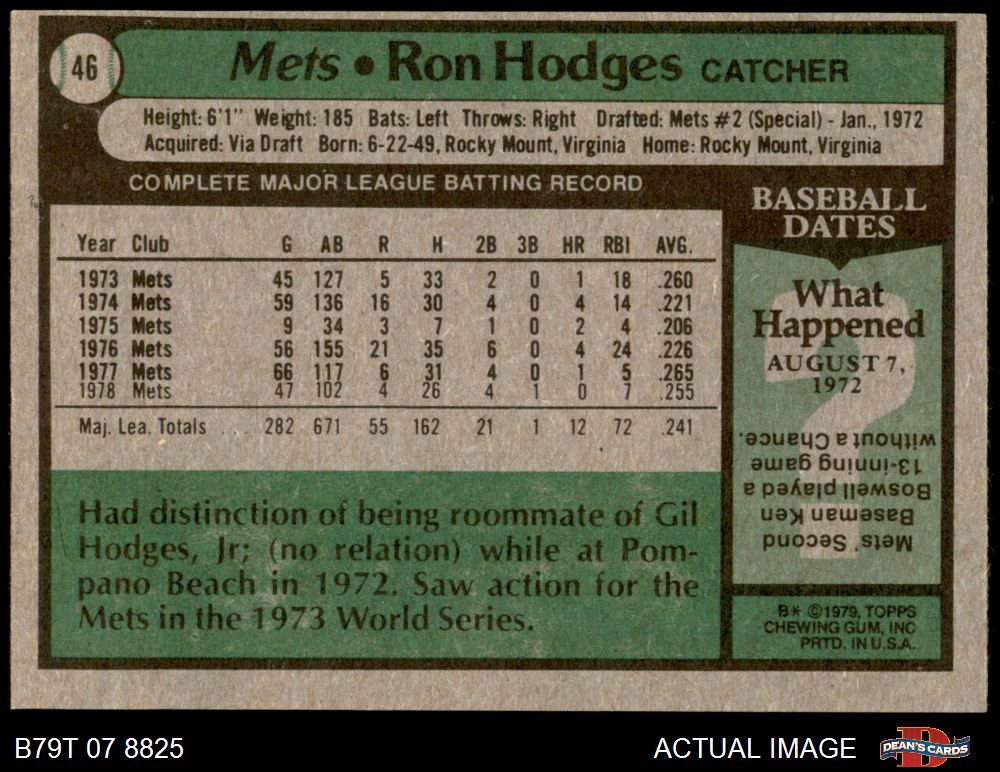 46
Mets • Ron Hodges CATCHER
Height: 6'1" Weight: 185 Bats: Left Throws: Right Drafted: Mets #2 (Special) - Jan., 1972
Acquired: Via Draft Born: 6-22-49, Rocky Mount, Virginia Home: Rocky Mount, Virginia
COMPLETE MAJOR LEAGUE BATTING RECORD
Year Club G AB R H 2B 3B HR RBI AVG.
1973 Mets 45 127 5 33 2 0 1 18 .260
1974 Mets 59 136 16 30 4 0 4 14 .221
1975 Mets 9 34 3 7 1 0 2 4 .206
1976 Mets 56 155 21 35 6 0 4 24 .226
1977 Mets 66 117 6 31 4 0 1 5 .265
1978 Mets 47 102 4 26 4 1 0 7 .255
Maj. Lea. Totals ... 282 671 55 162 21 1 12 72 .241
Had distinction of being roommate of Gil
Hodges, Jr; (no relation) while at Pom-
pano Beach in 1972. Saw action for the
Mets in the 1973 World Series.
BASEBALL
DATES
What
Happened
AUGUST 7,
1972
?
Mets' Second
Baseman Ken
Boswell played a
13-inning game
without a Chance.
B* ©1979, TOPPS
CHEWING GUM, INC
PRTD. IN U.S.A.
B79T 07 8825
ACTUAL IMAGE
D
DEAN'S CARDS